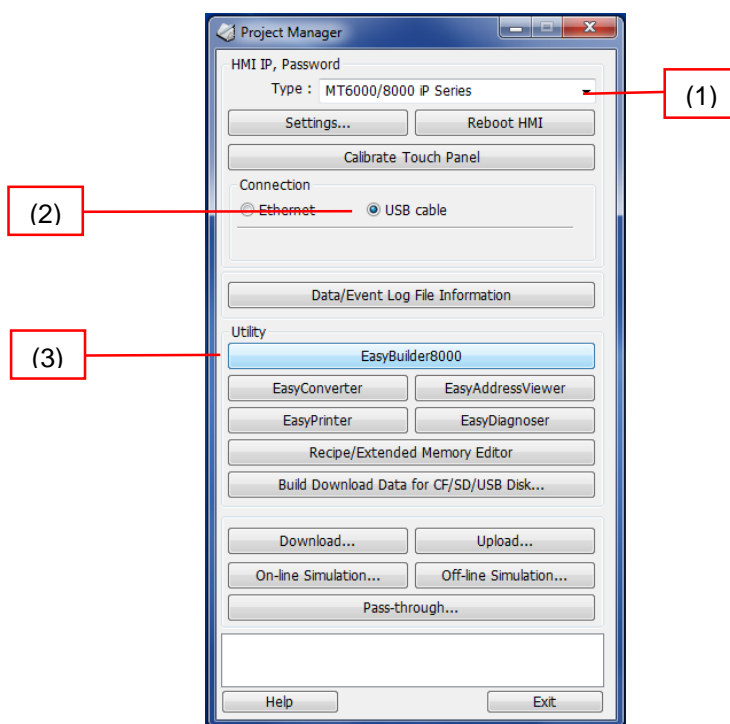 Project Manager
HMI IP, Password
Type : MT6000/8000 iP Series
(1)
Settings... Reboot HMI
Calibrate Touch Panel
Connection
(2)
Ethernet USB cable
Data/Event Log File Information
Utility
(3)
EasyBuilder8000
EasyConverter EasyAddressViewer
EasyPrinter EasyDiagnoser
Recipe/Extended Memory Editor
Build Download Data for CF/SD/USB Disk...
Download... Upload...
On-line Simulation... Off-line Simulation...
Pass-through...
Help Exit